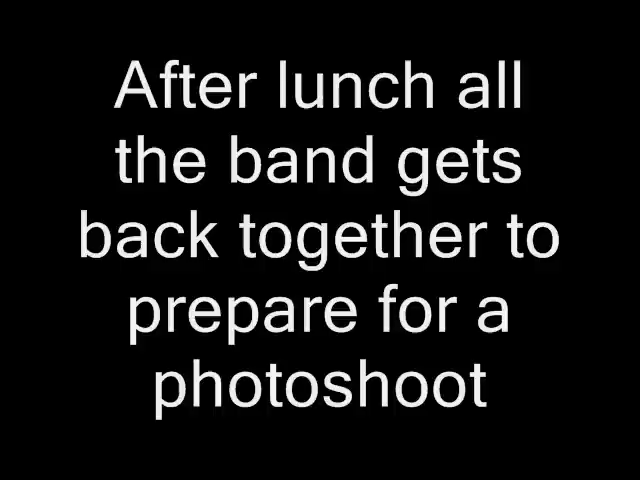 After lunch all
the band gets
back together to
prepare for a
photoshoot